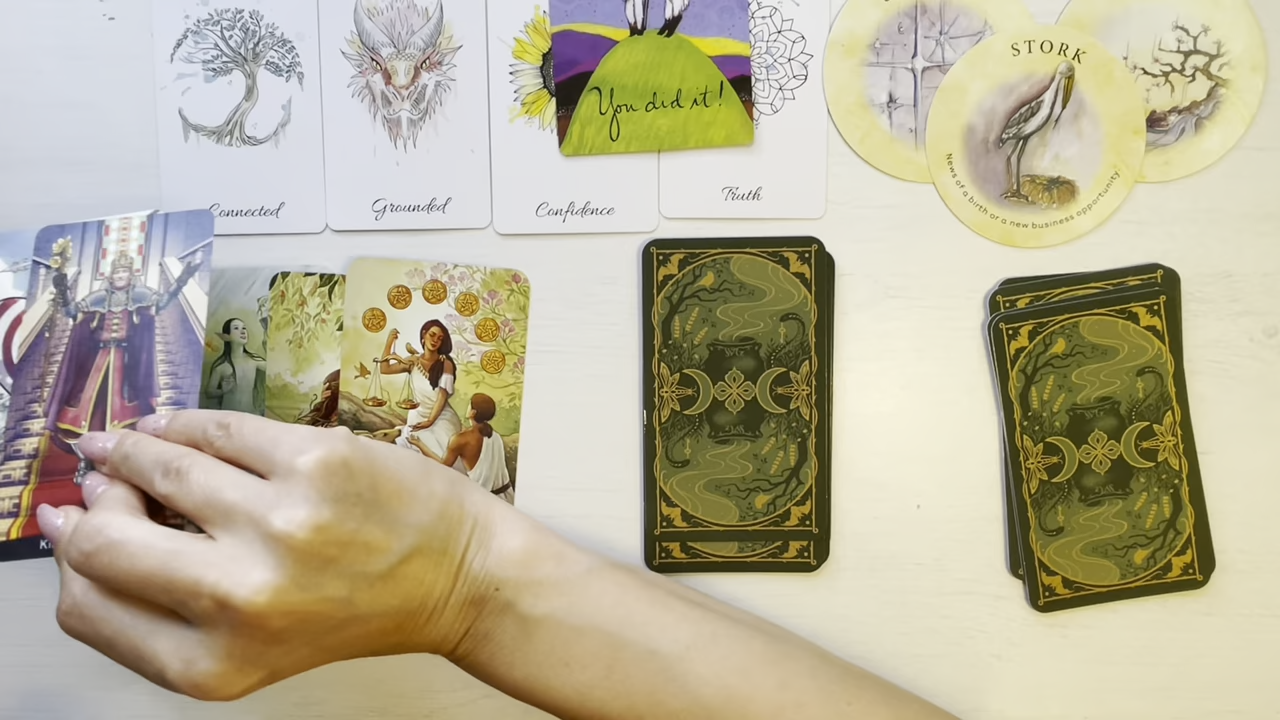 You did it!
STORK
News of a birth or a new business opportunity.
Connected
Grounded
Confidence
Truth